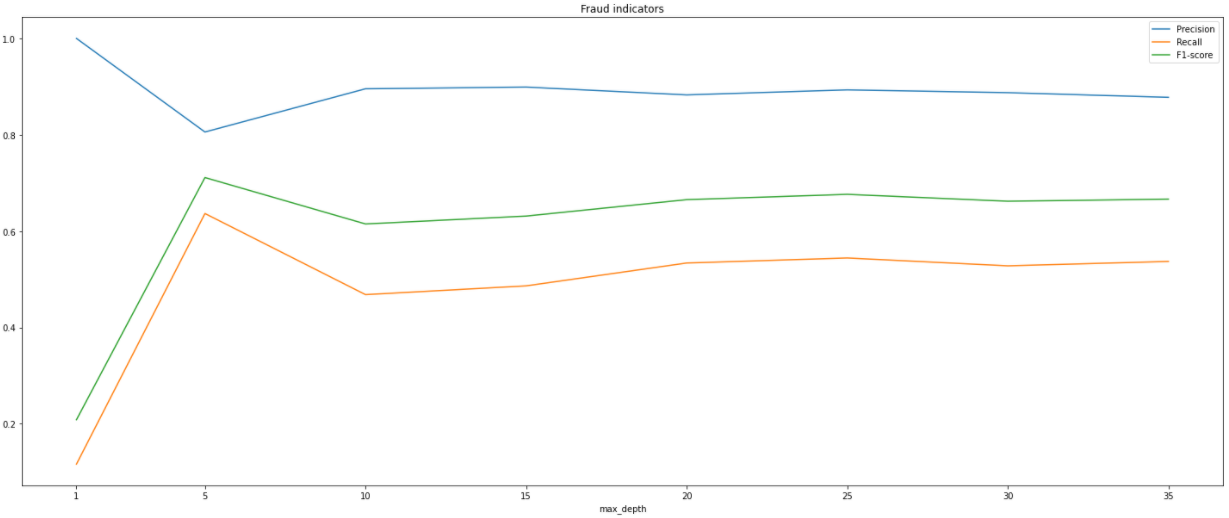 Fraud indicators
Precision
Recall
F1-score
1.0
0.8
0.6
0.4
0.2
1 5 10 15 20 25 30 35
max_depth